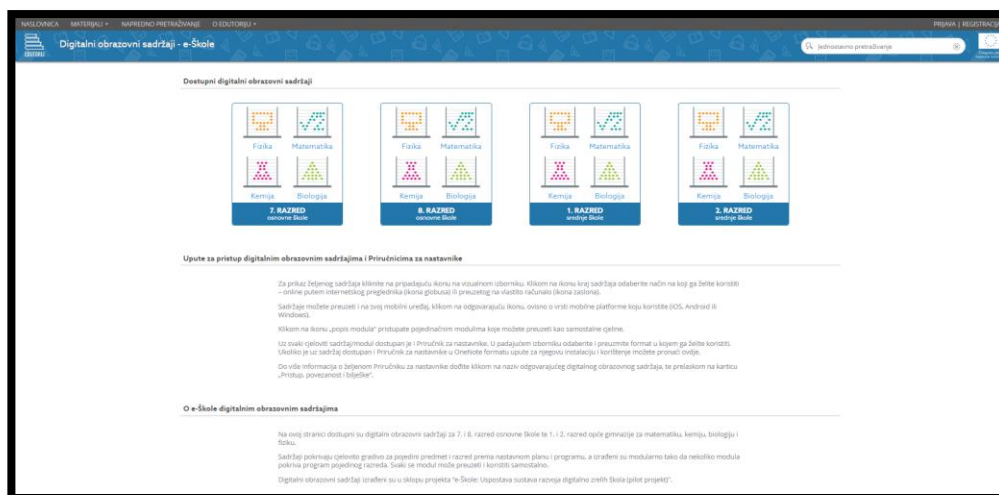 NASLOVNICA MATERIJALI NAPREDNO PRETRAŽIVANJE O EDUTORIJU PRIJAVA | REGISTRACIJA
EDUTORIJ Digitalni obrazovni sadržaji - e-Škole Jednostavno pretraživanje
Dostupni digitalni obrazovni sadržaji
Fizika Matematika Fizika Matematika Fizika Matematika Fizika Matematika
Kemija Biologija Kemija Biologija Kemija Biologija Kemija Biologija
7. RAZRED 8. RAZRED 1. RAZRED 2. RAZRED
osnovne škole osnovne škole srednje škole srednje škole
Upute za pristup digitalnim obrazovnim sadržajima i Priručnicima za nastavnike
Za prikaz željenog sadržaja kliknite na pripadajuću ikonu na vizualnom izborniku. Klikom na ikonu kraj sadržaja odaberite način na koji ga želite koristiti
– online putem internetskog preglednika (ikona globusa) ili preuzetog na vlastito računalo (ikona zaslona).
Sadržaje možete preuzeti i na svoj mobilni uređaj, klikom na odgovarajuću ikonu, ovisno o vrsti mobilne platforme koju koristite (iOS, Android ili
Windows).
Klikom na ikonu „popis modula" pristupate pojedinačnim modulima koje možete preuzeti kao samostalne cjeline.
Uz svaki cjeloviti sadržaj/modul dostupan je i Priručnik za nastavnike. U padajućem izborniku odaberite i preuzmite format u kojem ga želite koristiti.
Ukoliko je uz sadržaj dostupan i Priručnik za nastavnike u OneNote formatu upute za njegovu instalaciju i korištenje možete pronaći ovdje.
Do više informacija o željenom Priručniku za nastavnike dođite klikom na naziv odgovarajućeg digitalnog obrazovnog sadržaja, te prelaskom na karticu
„Pristup, povezanost i bilješke".
O e-Škole digitalnim obrazovnim sadržajima
Na ovoj stranici dostupni su digitalni obrazovni sadržaji za 7. i 8. razred osnovne škole te 1. i 2. razred opće gimnazije za matematiku, kemiju, biologiju i
fiziku.
Sadržaji pokrivaju cjelovito gradivo za pojedini predmet i razred prema nastavnom planu i programu, a izrađeni su modularno tako da nekoliko modula
pokriva program pojedinog razreda. Svaki se modul može preuzeti i koristiti samostalno.
Digitalni obrazovni sadržaji izrađeni su u sklopu projekta "e-Škole: Uspostava sustava razvoja digitalno zrelih škola (pilot projekt)".